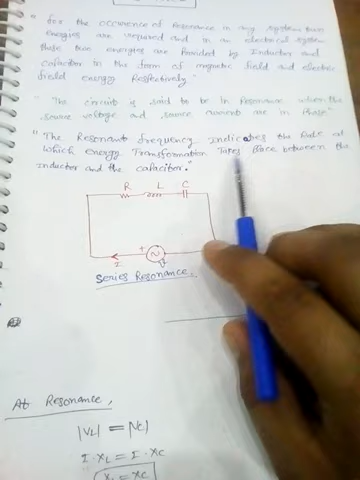 " For the occurence of Resonance in any system two
energies are required and in an electrical system
these two energies are provided by Inductor and
capacitor in the form of magnetic field and electric
field energy Respectively"
" The circuit is said to be in Resonance when the
source voltage and source current are in Phase"
" The Resonant frequency Indicates the Rate at
which energy Transformation Takes Place between the
Inductor and the capacitor."
R L C
+
I
Series Resonance,
At Resonance,
|VL| = |VC|
I · XL = I · XC
XL = XC